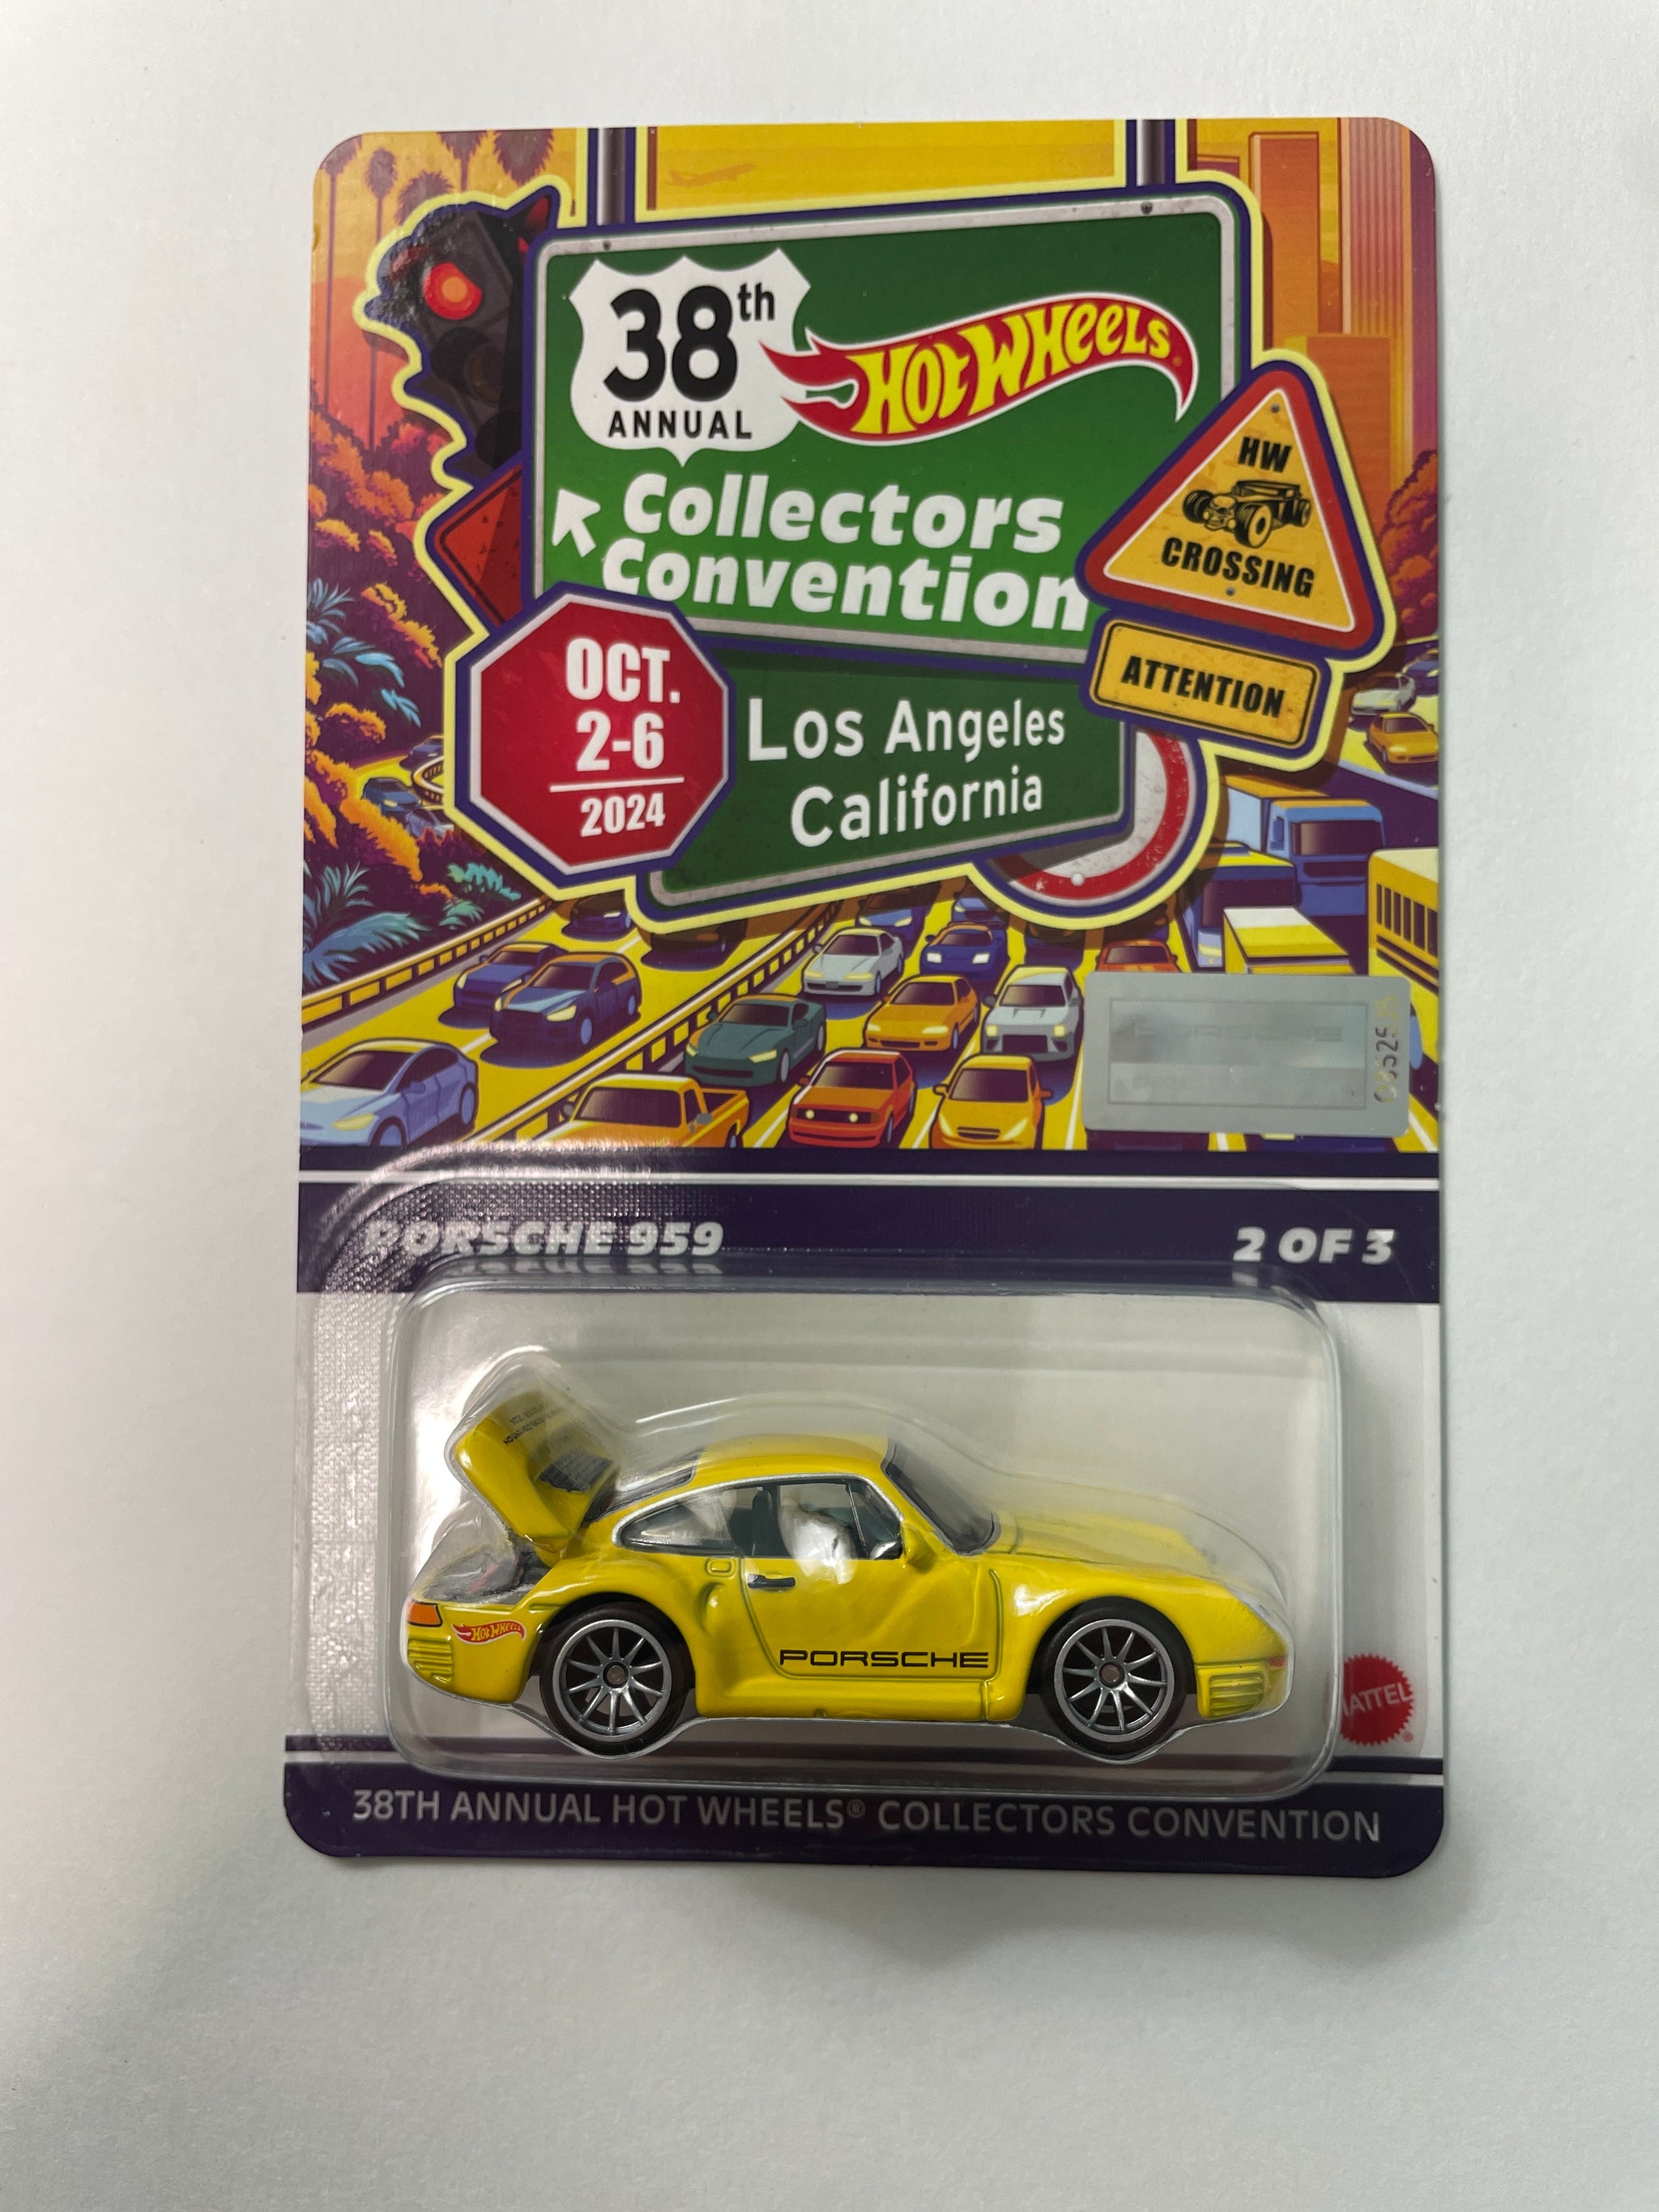 38th
ANNUAL
HOT WHEELS
Collectors
Convention
HW
CROSSING
ATTENTION
OCT.
2-6
2024
Los Angeles
California
PORSCHE
PORSCHE 959
2 OF 3
HOT WHEELS
PORSCHE
MATTEL
38TH ANNUAL HOT WHEELS® COLLECTORS CONVENTION